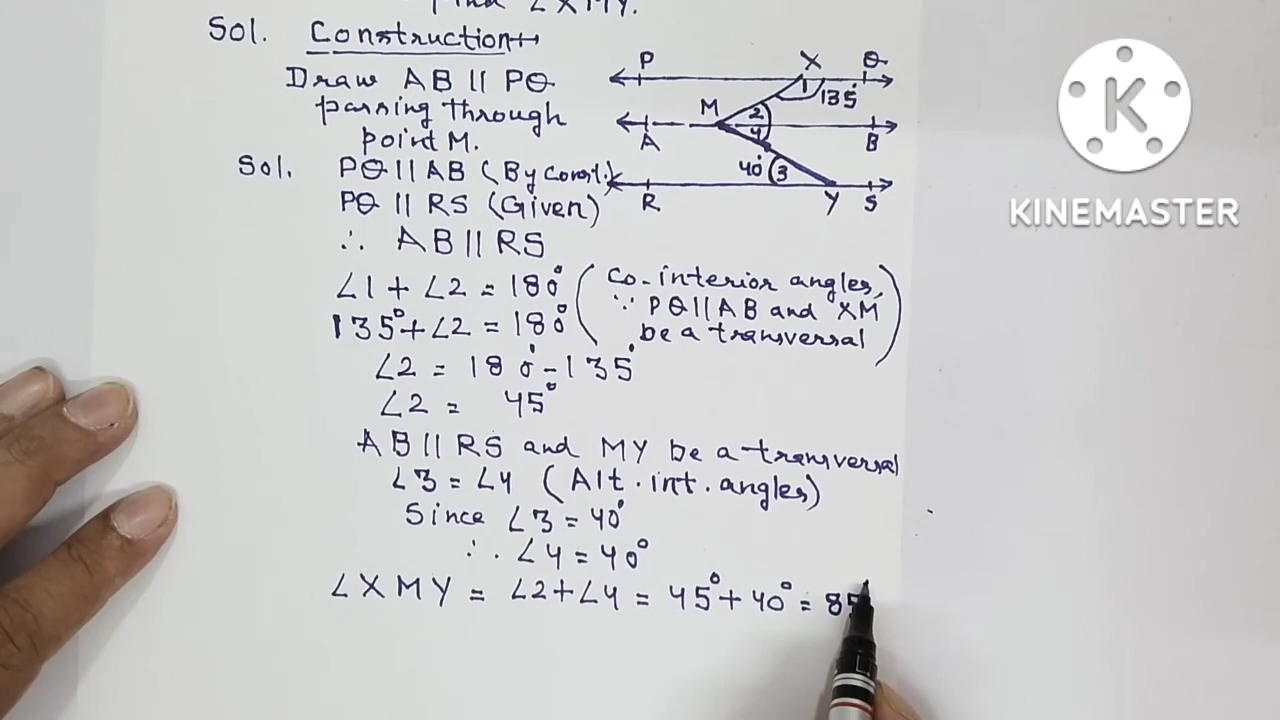 Find ∠XMY.
Sol. Construction↦
Draw AB || PQ
passing through
point M.
P X Q
1 135°
M 2
A 4 B
40° 3
R Y S
Sol. PQ || AB (By Const.)
PQ || RS (Given)
∴ AB || RS
∠1 + ∠2 = 180° (Co-interior angles,
∵ PQ || AB and XM
be a transversal)
135° + ∠2 = 180°
∠2 = 180° - 135°
∠2 = 45°
AB || RS and MY be a transversal
∠3 = ∠4 (Alt. int. angles)
Since ∠3 = 40°
∴ ∠4 = 40°
∠XMY = ∠2 + ∠4 = 45° + 40° = 85
K
KINEMASTER